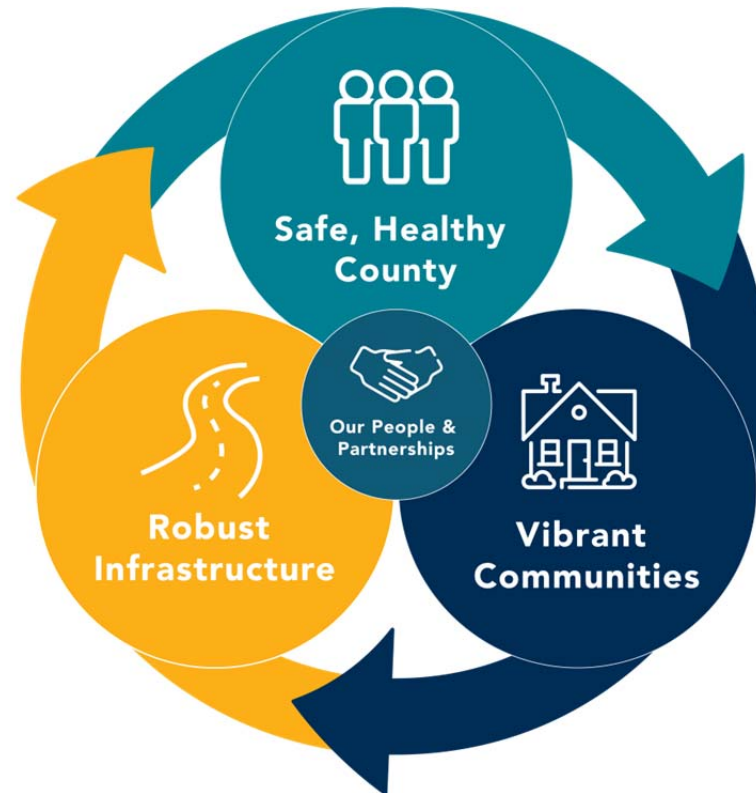 Safe, Healthy
County
Our People &
Partnerships
Robust
Infrastructure
Vibrant
Communities